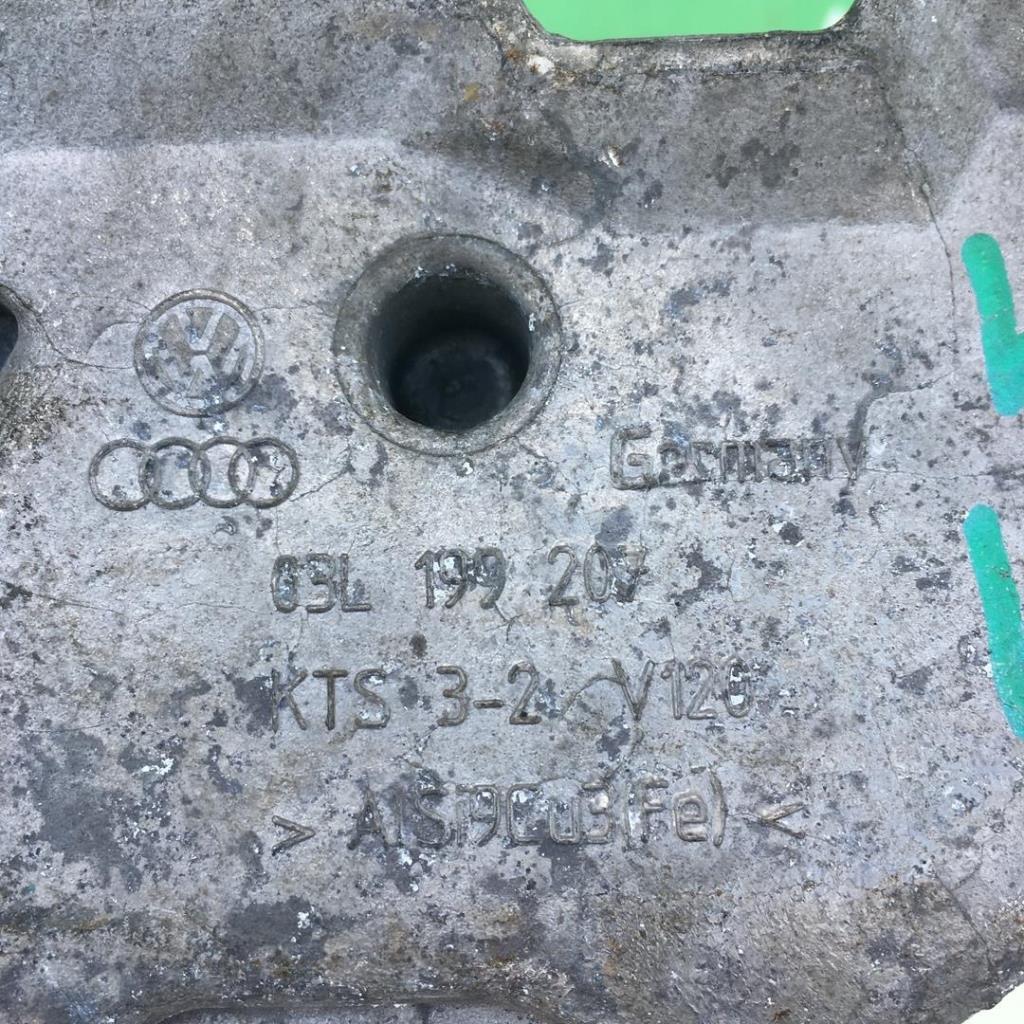 Germany
03L 199 207
KTS 3-2 V120
> AlSi9Cu3(Fe) <